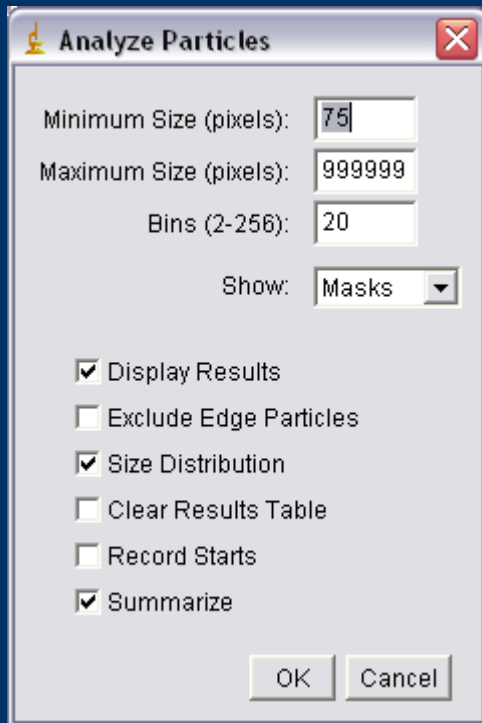 Analyze Particles
Minimum Size (pixels): 75
Maximum Size (pixels): 999999
Bins (2-256): 20
Show: Masks
Display Results
Exclude Edge Particles
Size Distribution
Clear Results Table
Record Starts
Summarize
OK Cancel